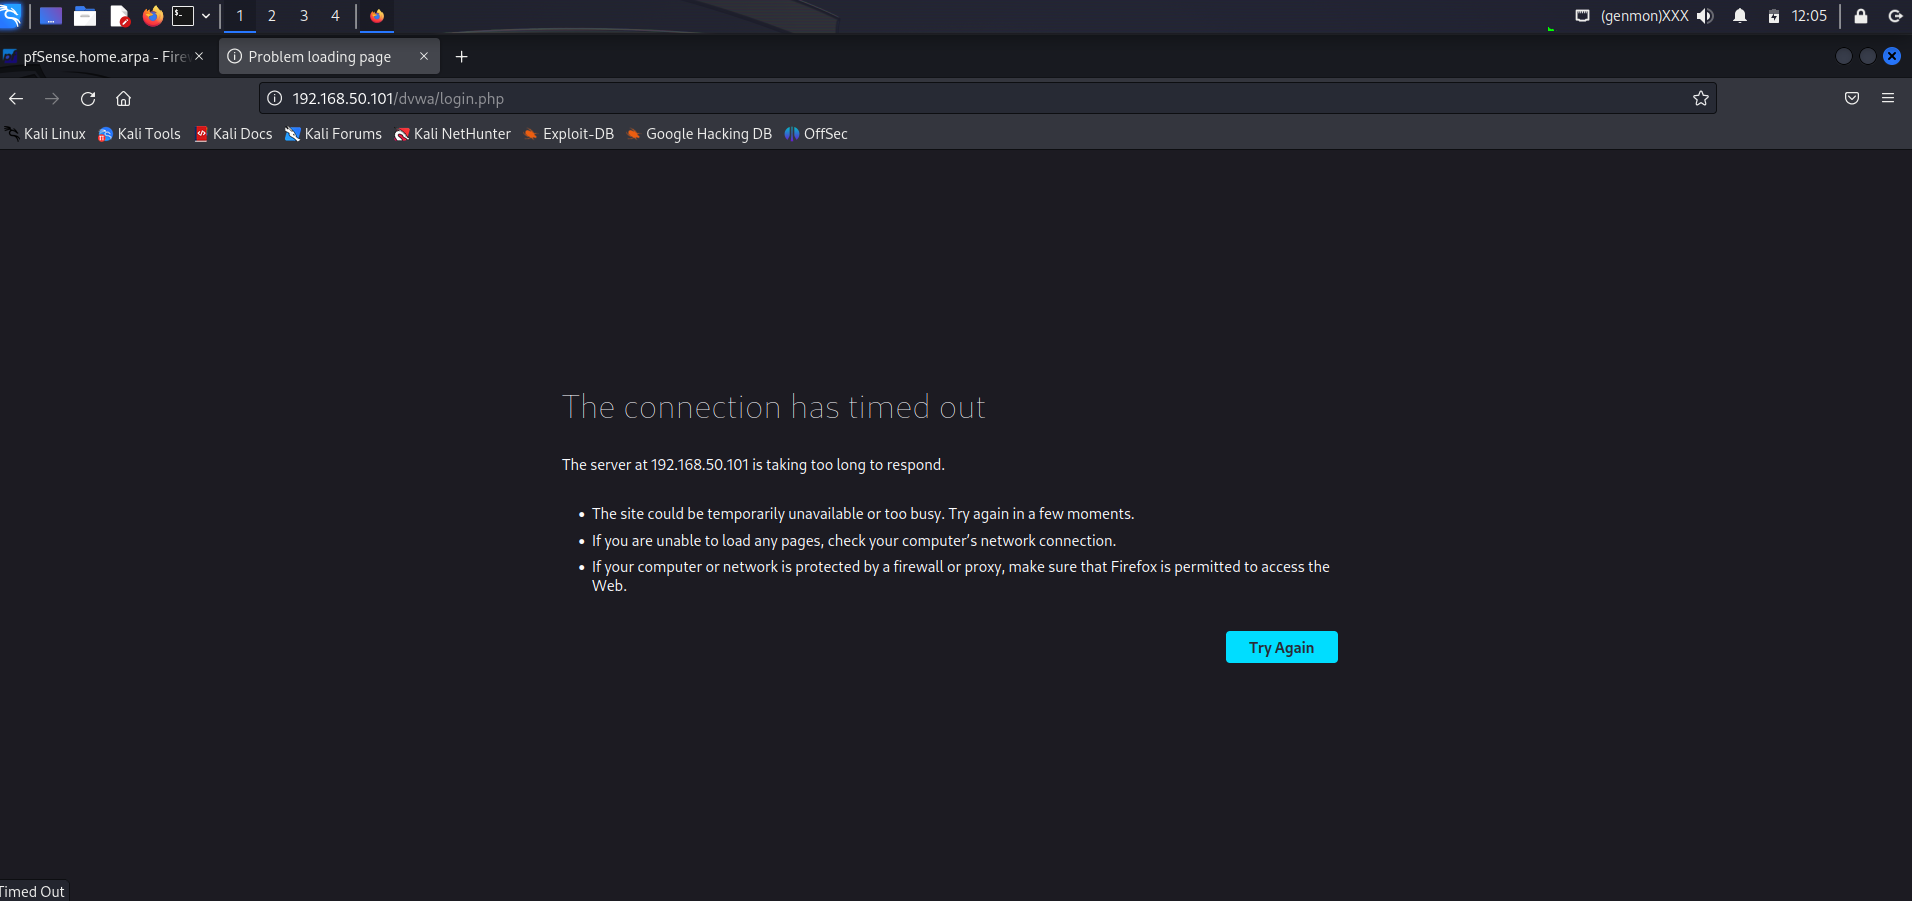 1 2 3 4 (genmon)XXX 12:05
pfSense.home.arpa - Fire Problem loading page
192.168.50.101/dvwa/login.php
Kali Linux Kali Tools Kali Docs Kali Forums Kali NetHunter Exploit-DB Google Hacking DB OffSec
The connection has timed out
The server at 192.168.50.101 is taking too long to respond.
• The site could be temporarily unavailable or too busy. Try again in a few moments.
• If you are unable to load any pages, check your computer’s network connection.
• If your computer or network is protected by a firewall or proxy, make sure that Firefox is permitted to access the
Web.
Try Again
Timed Out